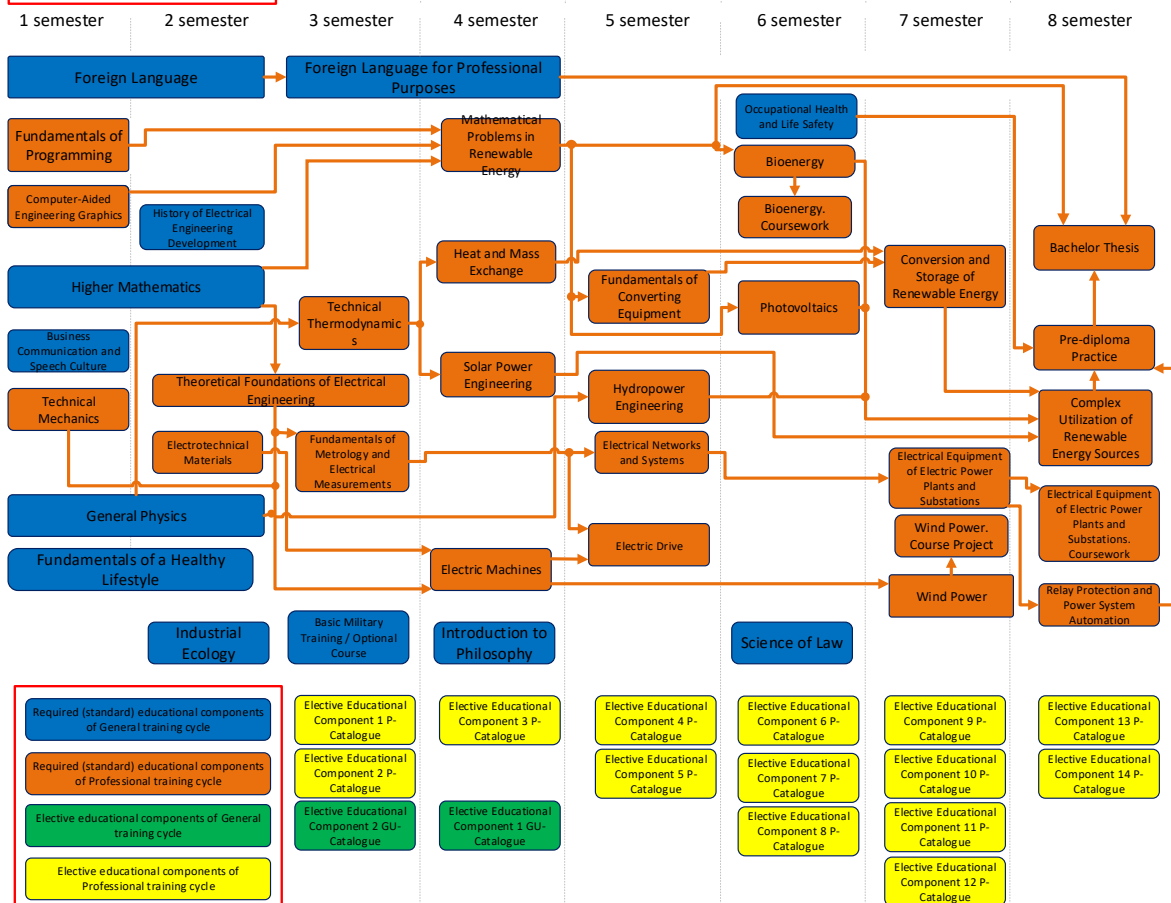 1 semester
2 semester
3 semester
4 semester
5 semester
6 semester
7 semester
8 semester
Foreign Language
Foreign Language for Professional
Purposes
Fundamentals of
Programming
Mathematical
Problems in
Renewable
Energy
Occupational Health
and Life Safety
Bioenergy
Computer-Aided
Engineering Graphics
History of Electrical
Engineering
Development
Bioenergy.
Coursework
Bachelor Thesis
Higher Mathematics
Heat and Mass
Exchange
Conversion and
Storage of
Renewable Energy
Technical
Thermodynamic
s
Fundamentals of
Converting
Equipment
Photovoltaics
Business
Communication and
Speech Culture
Pre-diploma
Practice
Theoretical Foundations of Electrical
Engineering
Solar Power
Engineering
Hydropower
Engineering
Technical
Mechanics
Complex
Utilization of
Renewable
Energy Sources
Electrotechnical
Materials
Fundamentals of
Metrology and
Electrical
Measurements
Electrical Networks
and Systems
Electrical Equipment
of Electric Power
Plants and
Substations
General Physics
Electrical Equipment
of Electric Power
Plants and
Substations.
Coursework
Wind Power.
Course Project
Electric Drive
Fundamentals of a Healthy
Lifestyle
Electric Machines
Wind Power
Relay Protection and
Power System
Automation
Industrial
Ecology
Basic Military
Training / Optional
Course
Introduction to
Philosophy
Science of Law
Required (standard) educational components
of General training cycle
Required (standard) educational components
of Professional training cycle
Elective educational components of General
training cycle
Elective educational components of
Professional training cycle
Elective Educational
Component 1 P-
Catalogue
Elective Educational
Component 2 P-
Catalogue
Elective Educational
Component 2 GU-
Catalogue
Elective Educational
Component 3 P-
Catalogue
Elective Educational
Component 1 GU-
Catalogue
Elective Educational
Component 4 P-
Catalogue
Elective Educational
Component 5 P-
Catalogue
Elective Educational
Component 6 P-
Catalogue
Elective Educational
Component 7 P-
Catalogue
Elective Educational
Component 8 P-
Catalogue
Elective Educational
Component 9 P-
Catalogue
Elective Educational
Component 10 P-
Catalogue
Elective Educational
Component 11 P-
Catalogue
Elective Educational
Component 12 P-
Catalogue
Elective Educational
Component 13 P-
Catalogue
Elective Educational
Component 14 P-
Catalogue